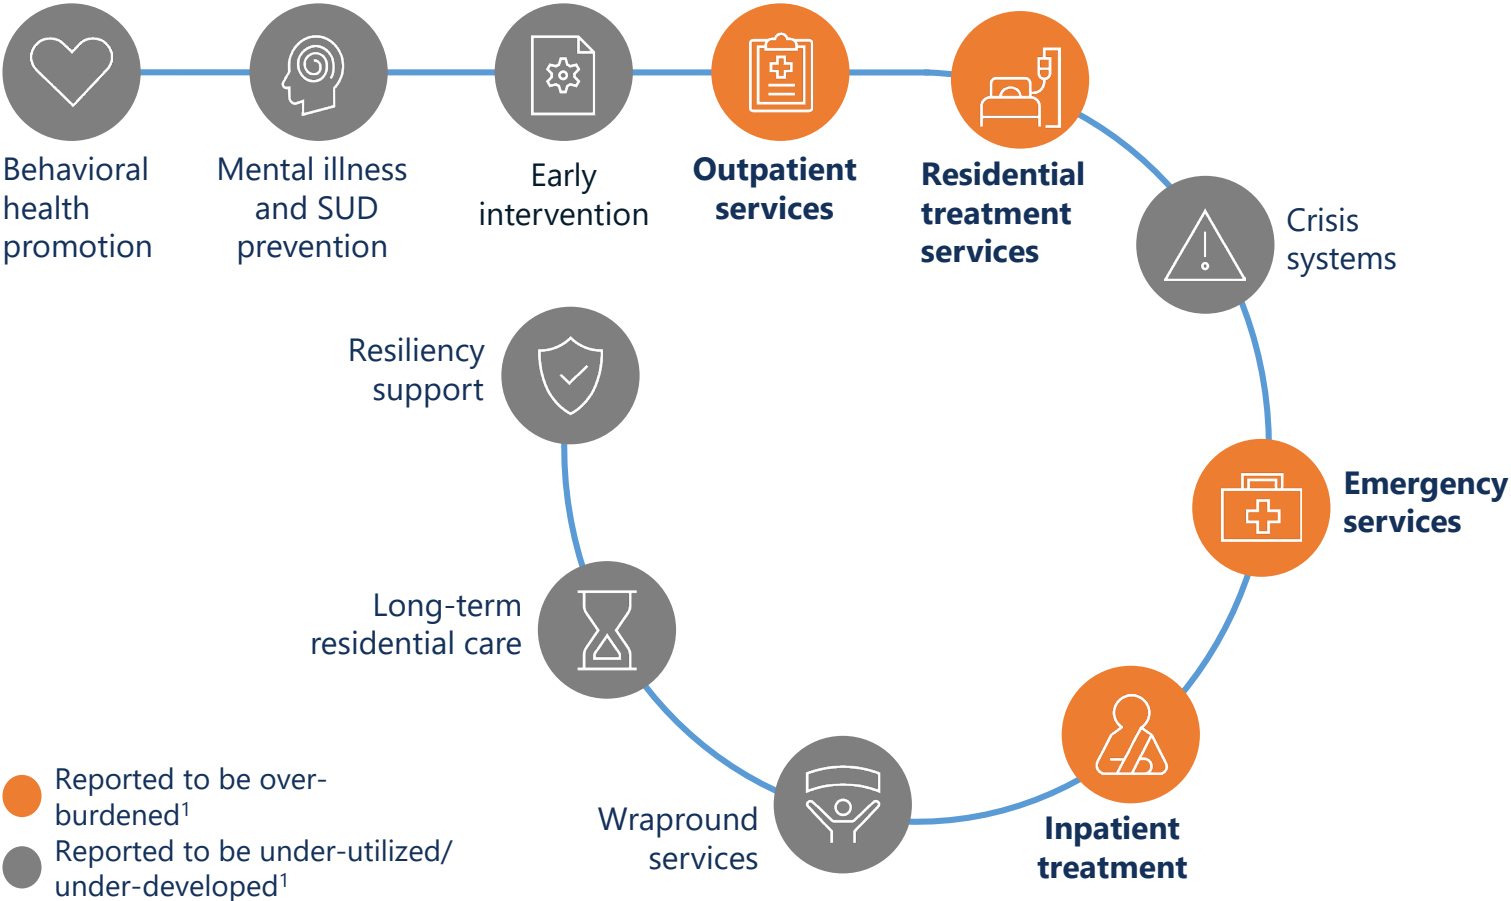 Behavioral
health
promotion
Mental illness
and SUD
prevention
Early
intervention
Outpatient
services
Residential
treatment
services
Crisis
systems
Emergency
services
Inpatient
treatment
Wrapround
services
Long-term
residential care
Resiliency
support
Reported to be over-
burdened¹
Reported to be under-utilized/
under-developed¹